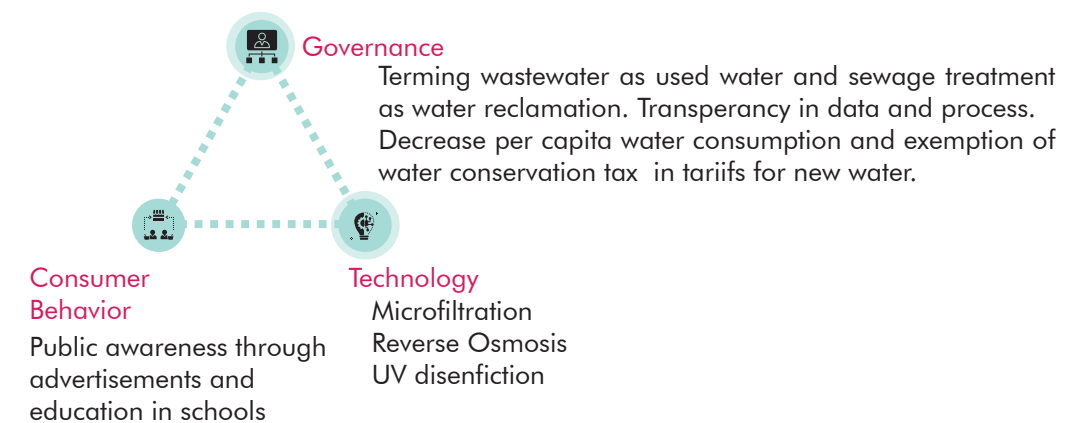 Governance
Terming wastewater as used water and sewage treatment
as water reclamation. Transperancy in data and process.
Decrease per capita water consumption and exemption of
water conservation tax in tariifs for new water.
Consumer
Behavior
Public awareness through
advertisements and
education in schools
Technology
Microfiltration
Reverse Osmosis
UV disenfiction